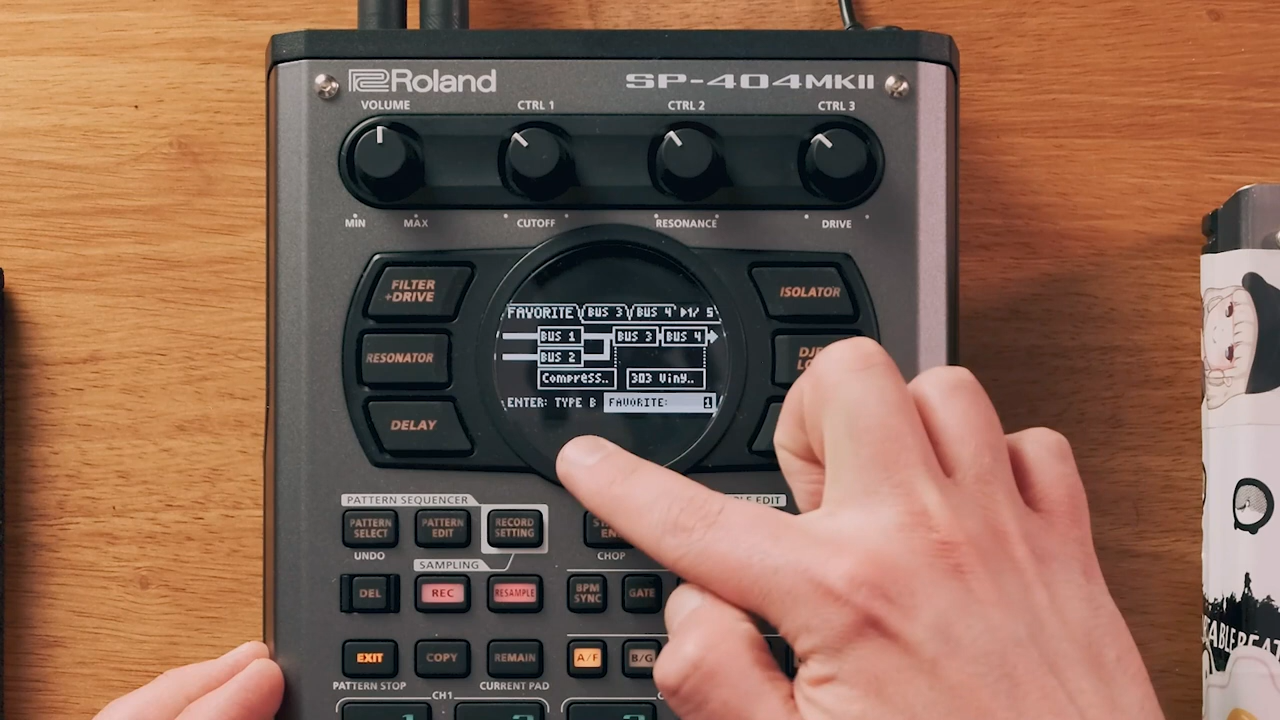 Roland
SP-404MKII
VOLUME
CTRL 1
CTRL 2
CTRL 3
MIN
MAX
CUTOFF
RESONANCE
DRIVE
FILTER
+DRIVE
ISOLATOR
RESONATOR
DELAY
FAVORITE BUS 3 BUS 4 1/ 5
BUS 1
BUS 2
BUS 3
BUS 4
Compress..
303 Viny..
ENTER: TYPE B
FAVORITE: 1
PATTERN SEQUENCER
EDIT
PATTERN
SELECT
PATTERN
EDIT
RECORD
SETTING
UNDO
CHOP
SAMPLING
DEL
REC
RESAMPLE
BPM
SYNC
GATE
EXIT
COPY
REMAIN
A/F
B/G
PATTERN STOP
CURRENT PAD
CH1